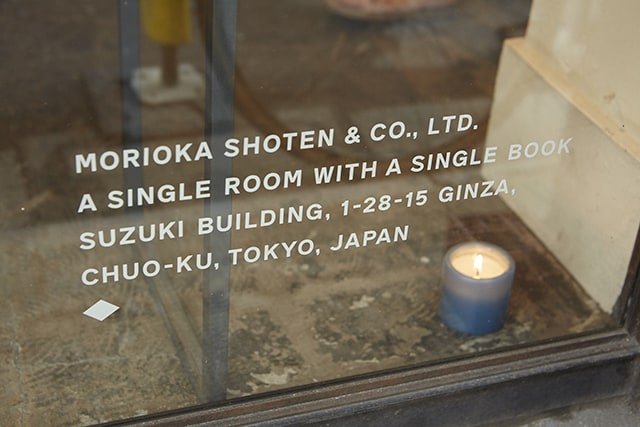 MORIOKA SHOTEN & CO., LTD.
A SINGLE ROOM WITH A SINGLE BOOK
SUZUKI BUILDING, 1-28-15 GINZA,
CHUO-KU, TOKYO, JAPAN